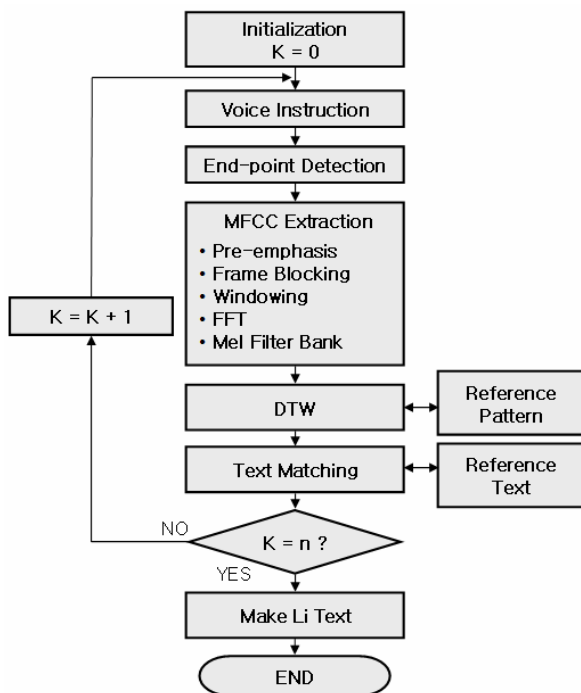 Initialization
K = 0
Voice Instruction
End-point Detection
MFCC Extraction
• Pre-emphasis
• Frame Blocking
• Windowing
• FFT
• Mel Filter Bank
K = K + 1
DTW
Reference
Pattern
Text Matching
Reference
Text
NO
K = n ?
YES
Make Li Text
END